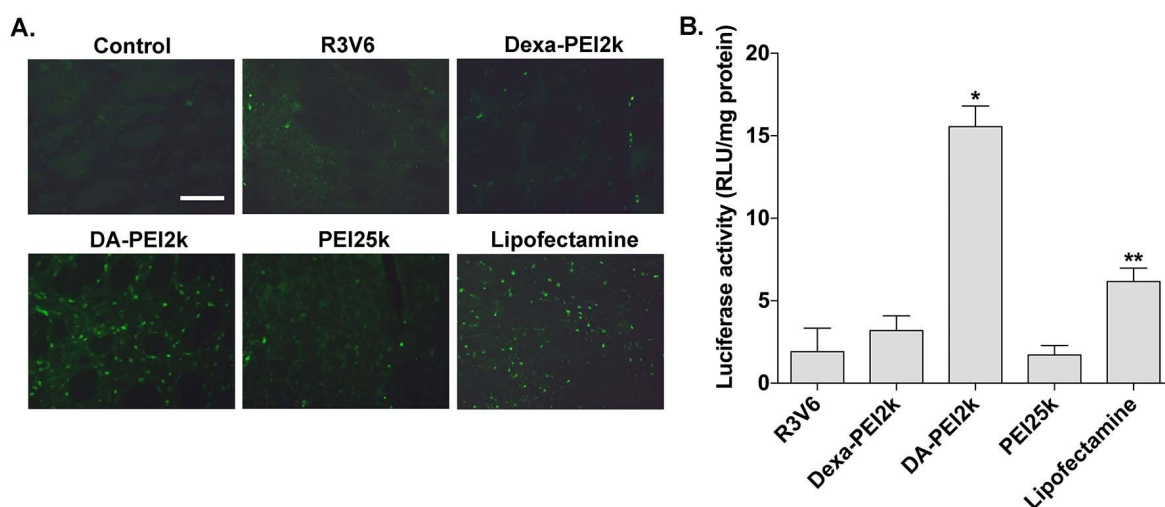 A.
Control
R3V6
Dexa-PEI2k
DA-PEI2k
PEI25k
Lipofectamine
B.
Luciferase activity (RLU/mg protein)
20
15
10
5
0
*
**
R3V6
Dexa-PEI2k
DA-PEI2k
PEI25k
Lipofectamine